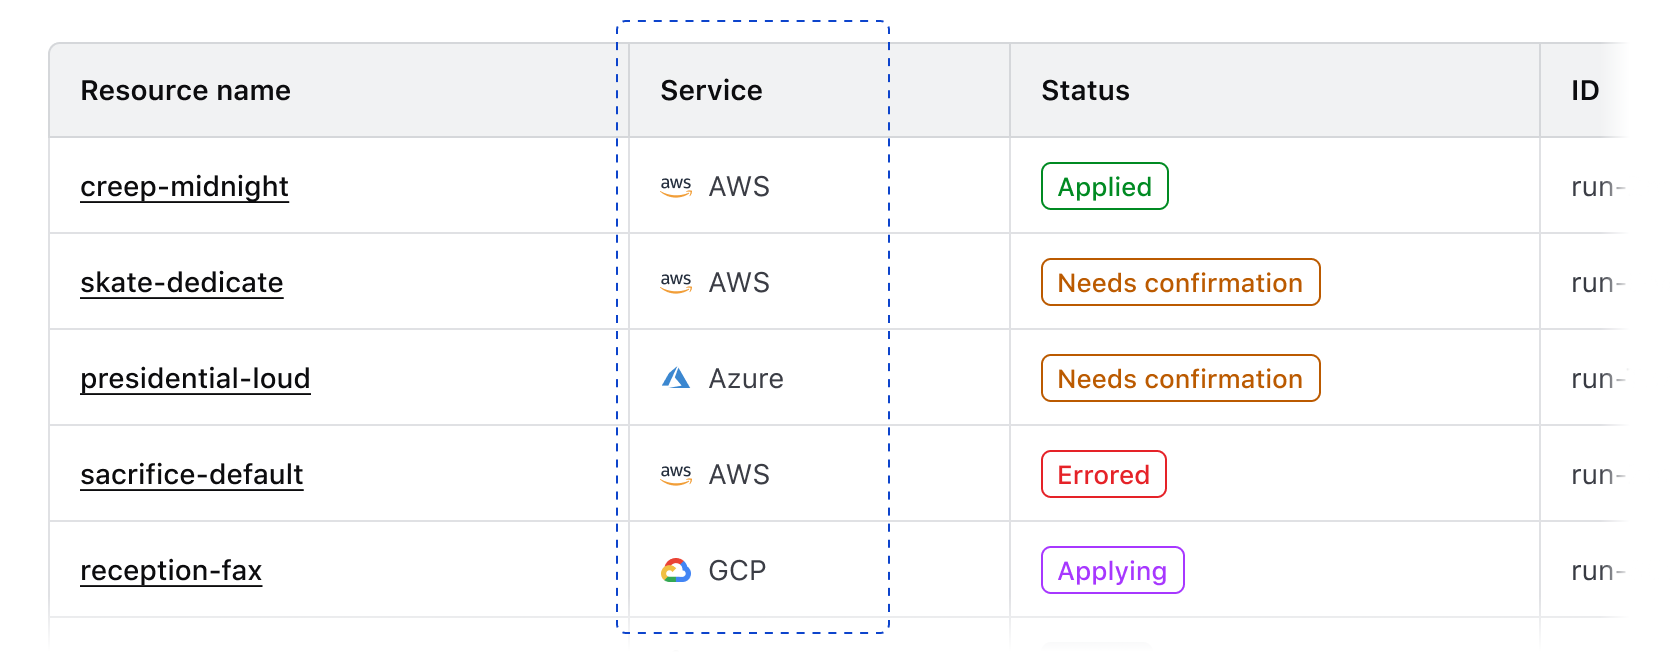 Resource name Service Status ID
creep-midnight aws AWS Applied run-
skate-dedicate aws AWS Needs confirmation run-
presidential-loud Azure Needs confirmation run-
sacrifice-default aws AWS Errored run-
reception-fax GCP Applying run-